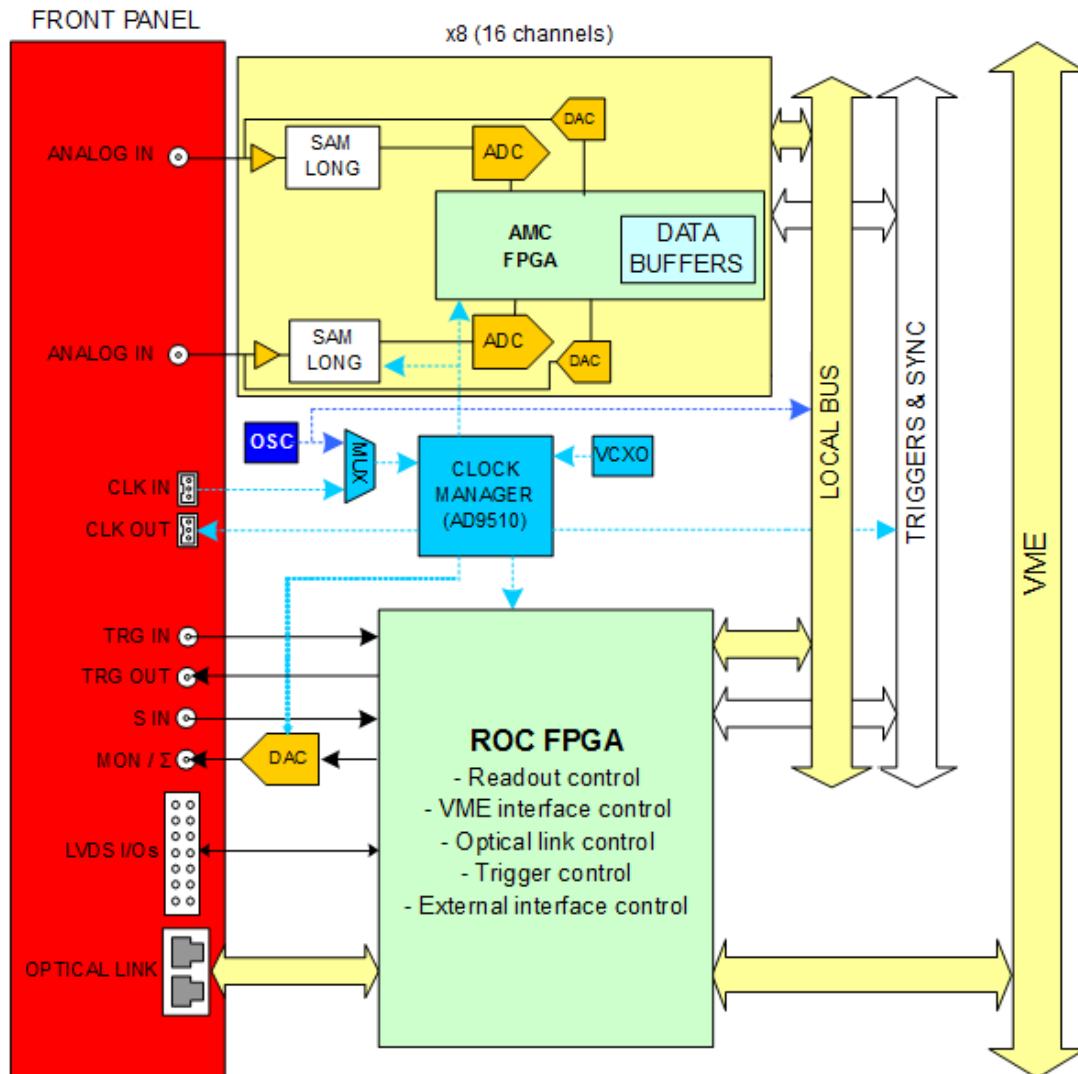 FRONT PANEL
x8 (16 channels)
ANALOG IN
SAM
LONG
ADC
DAC
AMC
FPGA
DATA
BUFFERS
ANALOG IN
SAM
LONG
ADC
DAC
OSC
MUX
CLOCK
MANAGER
(AD9510)
VCXO
CLK IN
CLK OUT
LOCAL BUS
TRIGGERS & SYNC
VME
TRG IN
TRG OUT
S IN
MON / Σ
DAC
LVDS I/Os
OPTICAL LINK
ROC FPGA
- Readout control
- VME interface control
- Optical link control
- Trigger control
- External interface control